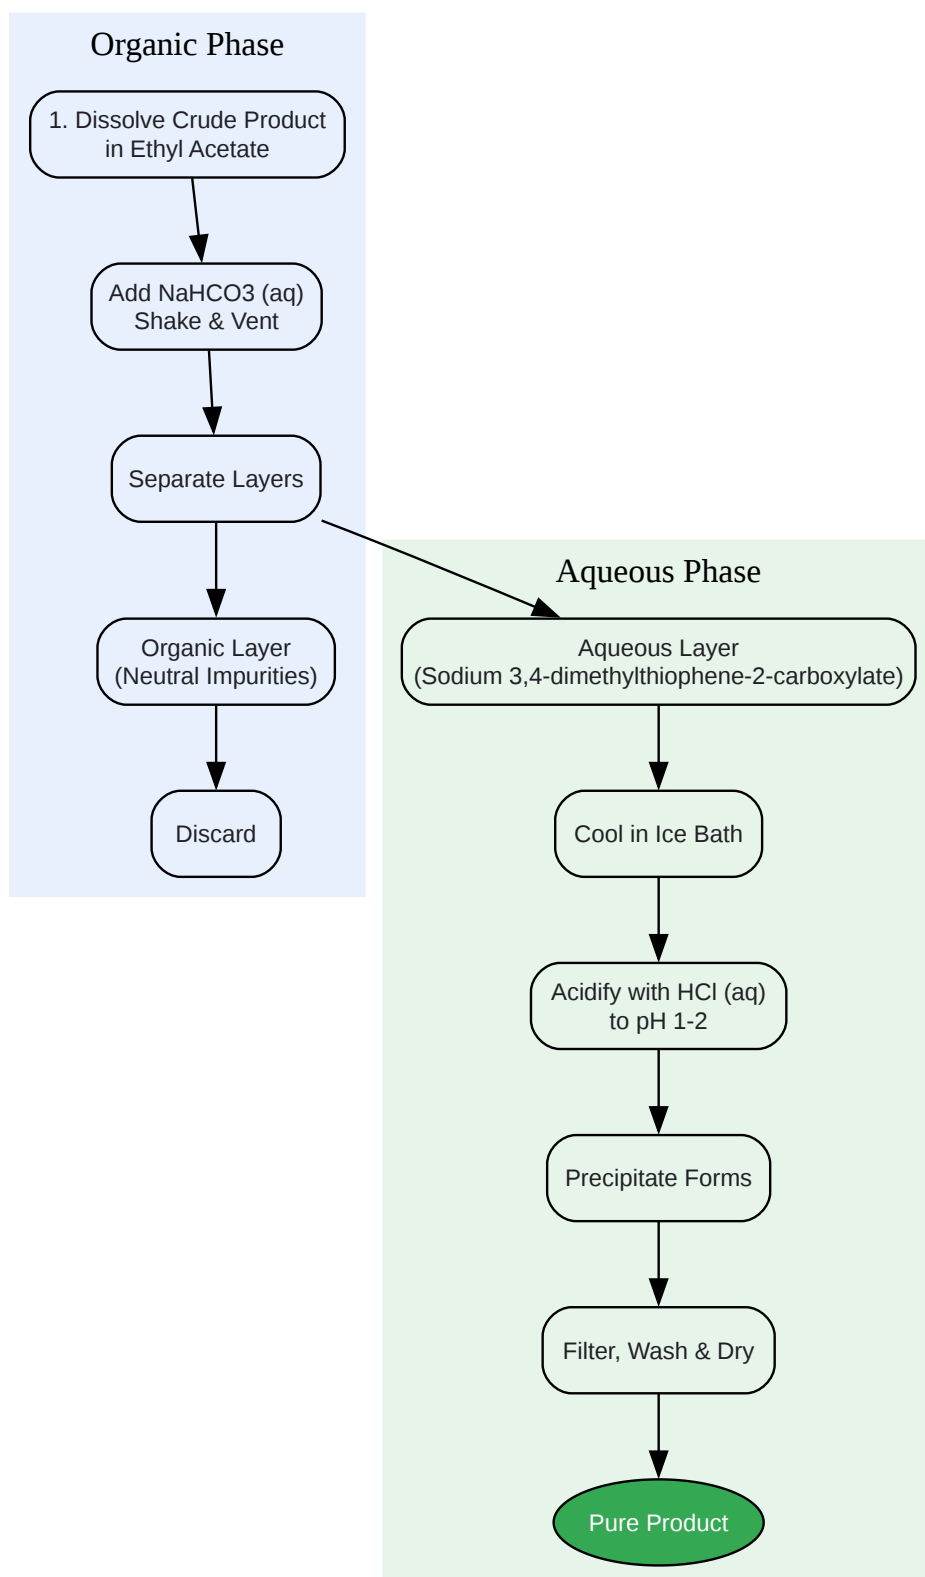 Organic Phase
1. Dissolve Crude Product
in Ethyl Acetate
Add NaHCO3 (aq)
Shake & Vent
Separate Layers
Organic Layer
(Neutral Impurities)
Discard
Aqueous Phase
Aqueous Layer
(Sodium 3,4-dimethylthiophene-2-carboxylate)
Cool in Ice Bath
Acidify with HCl (aq)
to pH 1-2
Precipitate Forms
Filter, Wash & Dry
Pure Product